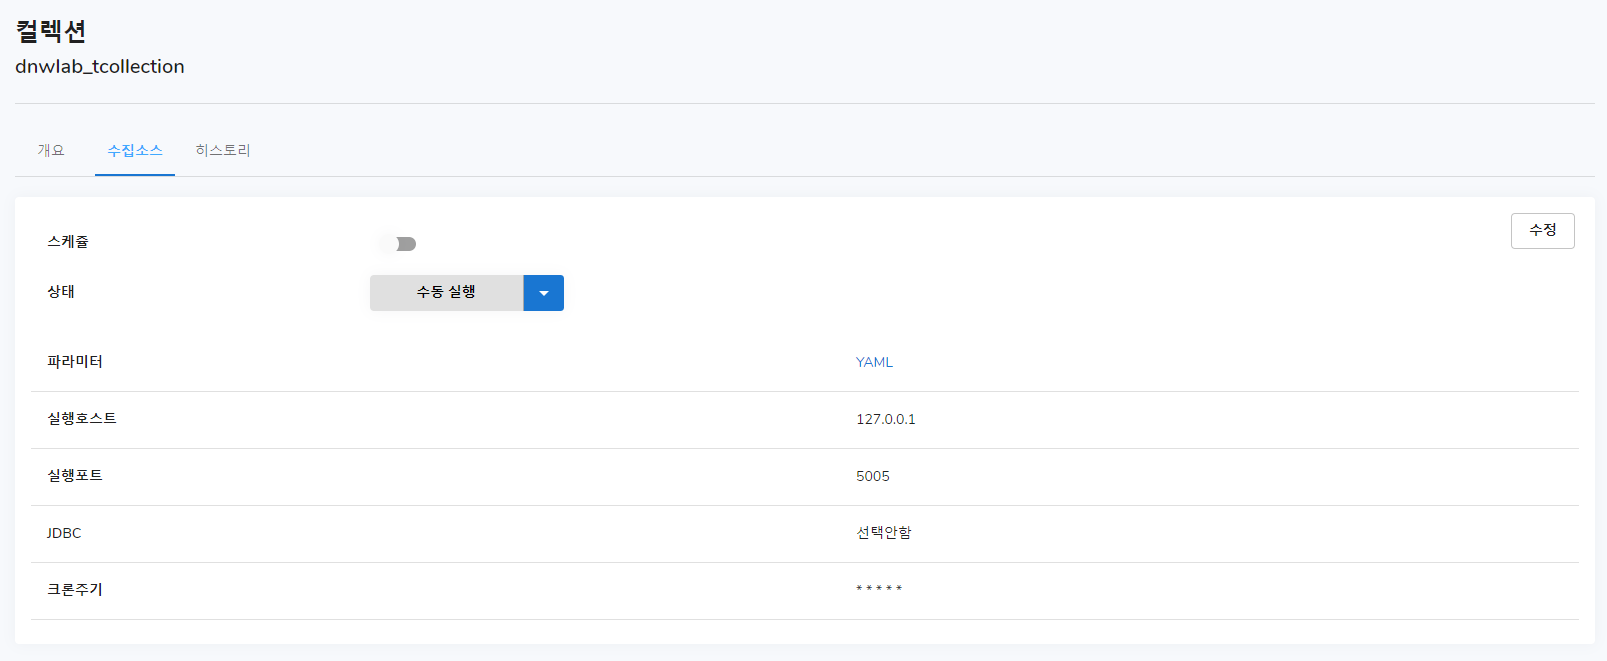 컬렉션
dnwlab_tcollection
개요 수집소스 히스토리
스케쥴 수정
상태 수동 실행
파라미터 YAML
실행호스트 127.0.0.1
실행포트 5005
JDBC 선택안함
크론주기 * * * * *